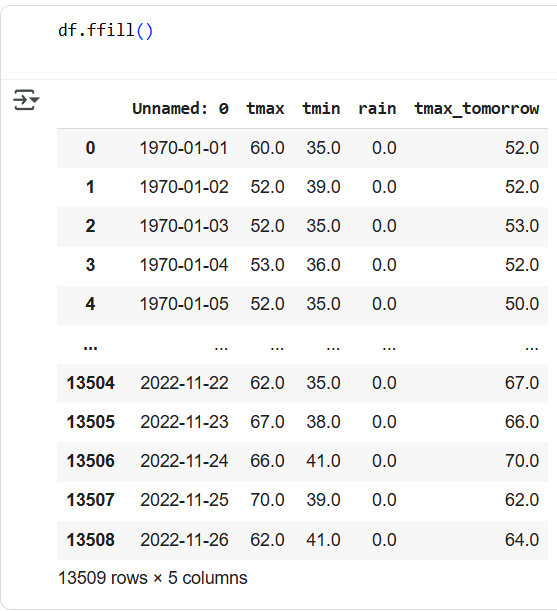 df.ffill()
Unnamed: 0 tmax tmin rain tmax_tomorrow
0 1970-01-01 60.0 35.0 0.0 52.0
1 1970-01-02 52.0 39.0 0.0 52.0
2 1970-01-03 52.0 35.0 0.0 53.0
3 1970-01-04 53.0 36.0 0.0 52.0
4 1970-01-05 52.0 35.0 0.0 50.0
... ... ... ... ... ...
13504 2022-11-22 62.0 35.0 0.0 67.0
13505 2022-11-23 67.0 38.0 0.0 66.0
13506 2022-11-24 66.0 41.0 0.0 70.0
13507 2022-11-25 70.0 39.0 0.0 62.0
13508 2022-11-26 62.0 41.0 0.0 64.0
13509 rows × 5 columns